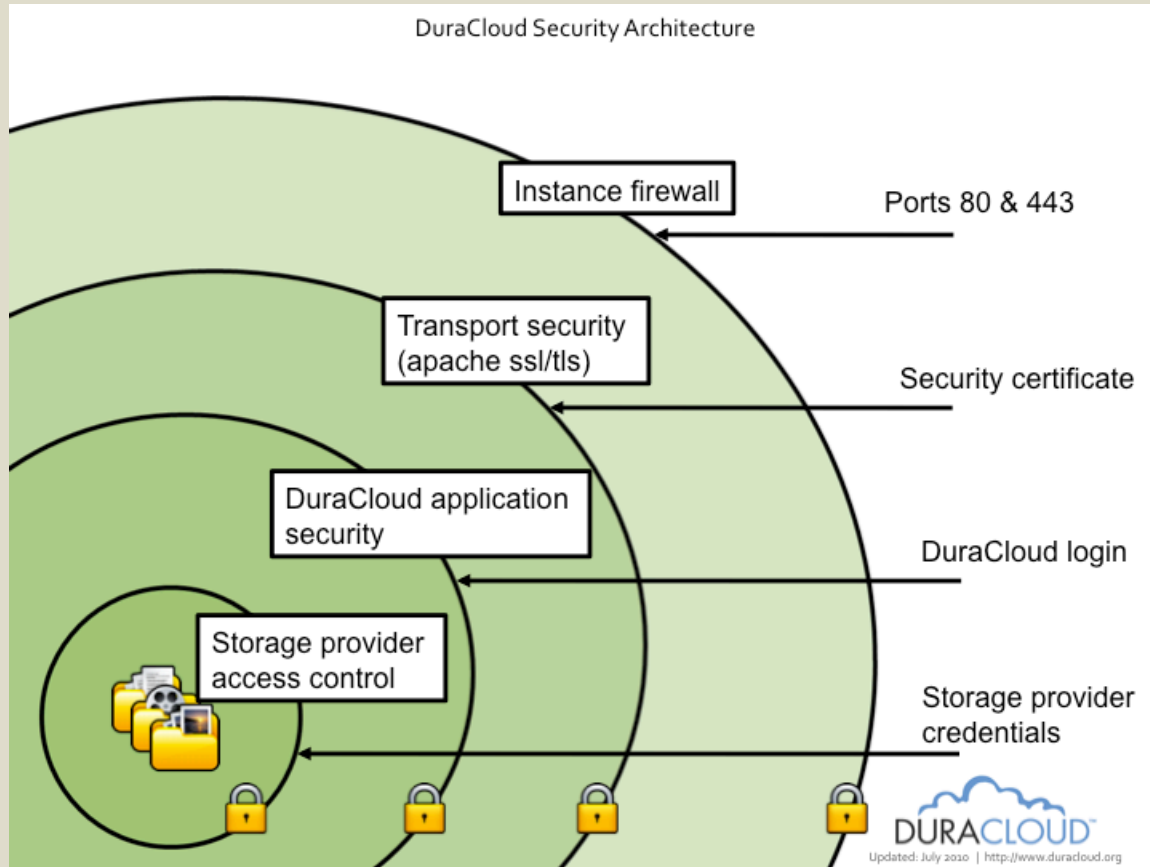 DuraCloud Security Architecture
Instance firewall
Ports 80 & 443
Transport security
(apache ssl/tls)
Security certificate
DuraCloud application
security
DuraCloud login
Storage provider
access control
Storage provider
credentials
DURACLOUD™
Updated: July 2010 | http://www.duracloud.org